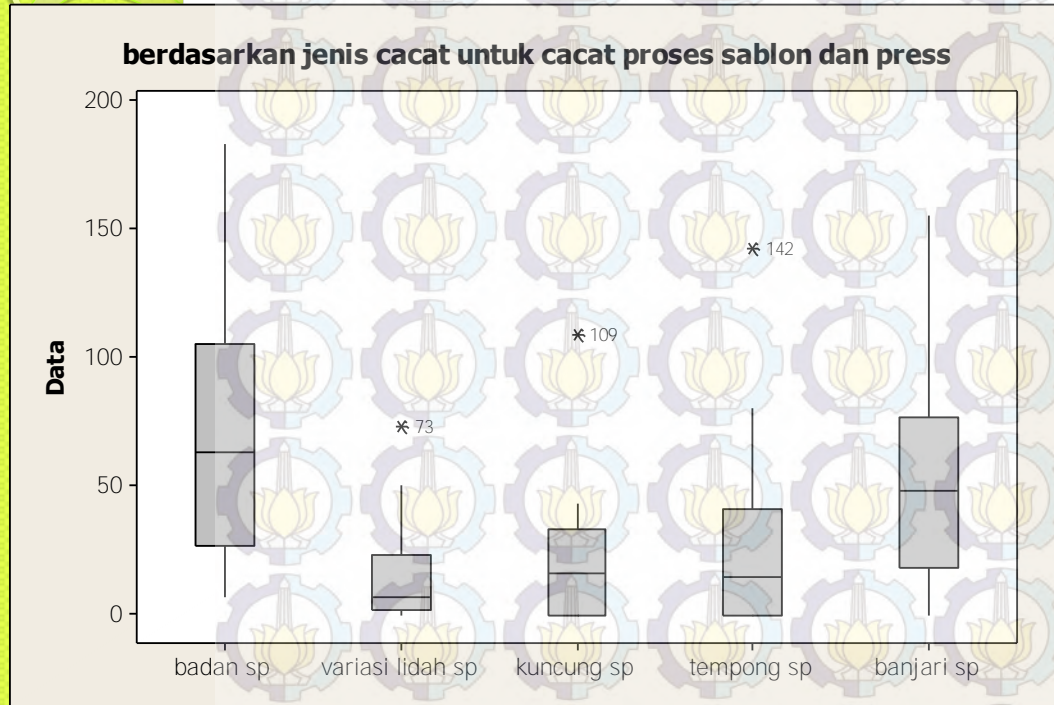 berdasarkan jenis cacat untuk cacat proses sablon dan press
200
150
100
50
0
Data
142
109
73
badan sp
variasi lidah sp
kuncung sp
tempong sp
banjari sp